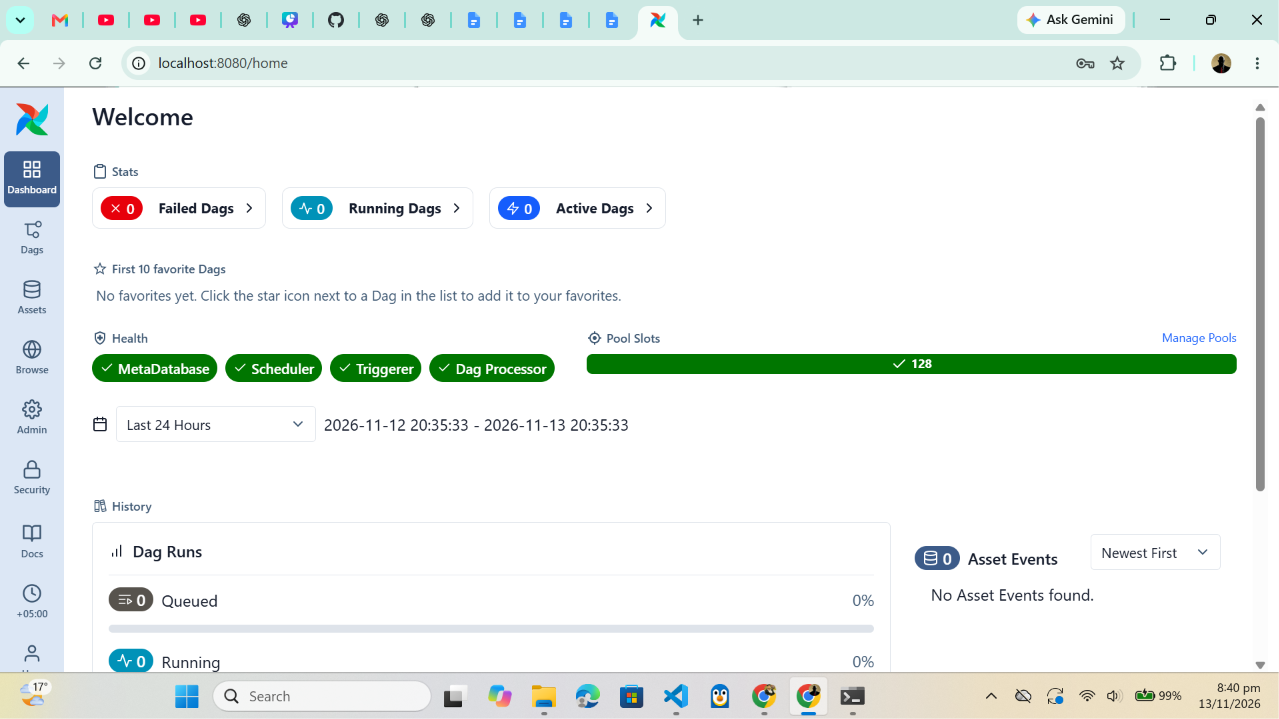 Ask Gemini
localhost:8080/home
Welcome
Stats
0 Failed Dags
0 Running Dags
0 Active Dags
First 10 favorite Dags
No favorites yet. Click the star icon next to a Dag in the list to add it to your favorites.
Health
MetaDatabase
Scheduler
Triggerer
Dag Processor
Pool Slots
Manage Pools
128
Last 24 Hours
2026-11-12 20:35:33 - 2026-11-13 20:35:33
History
Dag Runs
0 Queued 0%
0 Running 0%
0 Asset Events
Newest First
No Asset Events found.
Dashboard
Dags
Assets
Browse
Admin
Security
Docs
+05:00
17°
Search
99%
8:40 pm
13/11/2026